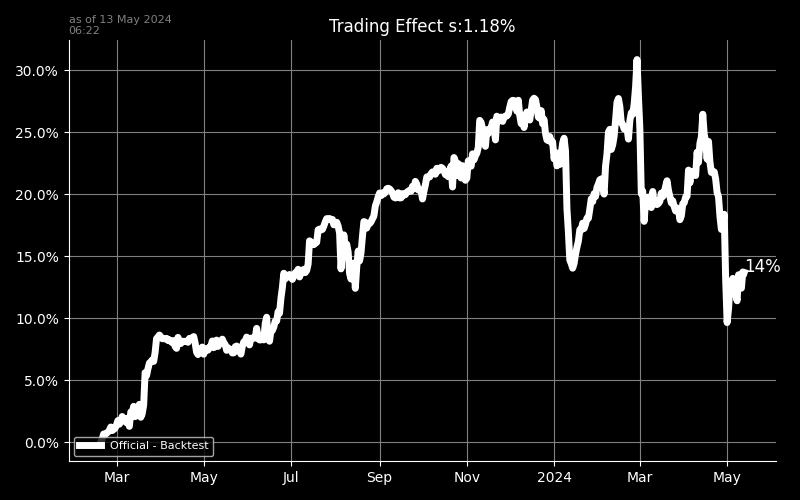 as of 13 May 2024
06:22
Trading Effect s:1.18%
30.0%
25.0%
20.0%
15.0%
14%
10.0%
5.0%
0.0%
Official - Backtest
Mar May Jul Sep Nov 2024 Mar May